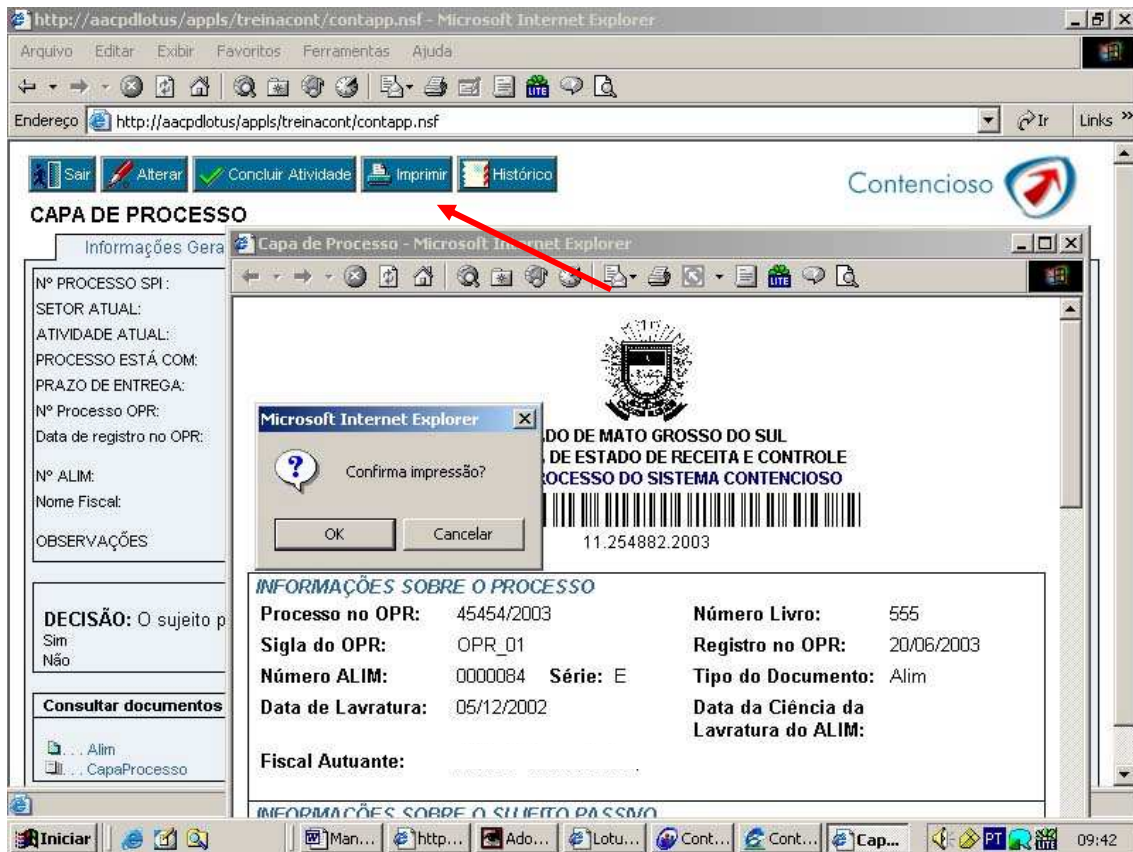 http://aacpdlotus/appls/treinacont/contapp.nsf - Microsoft Internet Explorer
Arquivo Editar Exibir Favoritos Ferramentas Ajuda
LITE
Endereço http://aacpdlotus/appls/treinacont/contapp.nsf Ir Links »
Sair Alterar Concluir Atividade Imprimir Histórico
Contencioso
CAPA DE PROCESSO
Informações Gera
Nº PROCESSO SPI :
SETOR ATUAL:
ATIVIDADE ATUAL:
PROCESSO ESTÁ COM:
PRAZO DE ENTREGA:
Nº Processo OPR:
Data de registro no OPR:
Nº ALIM:
Nome Fiscal:
OBSERVAÇÕES
DECISÃO: O sujeito p
Sim
Não
Consultar documentos
. . . Alim
. . . CapaProcesso
Capa de Processo - Microsoft Internet Explorer
LITE
DO DE MATO GROSSO DO SUL
DE ESTADO DE RECEITA E CONTROLE
OCESSO DO SISTEMA CONTENCIOSO
11.254882.2003
Microsoft Internet Explorer
Confirma impressão?
OK Cancelar
INFORMAÇÕES SOBRE O PROCESSO
Processo no OPR: 45454/2003 Número Livro: 555
Sigla do OPR: OPR_01 Registro no OPR: 20/06/2003
Número ALIM: 0000084 Série: E Tipo do Documento: Alim
Data de Lavratura: 05/12/2002 Data da Ciência da
Lavratura do ALIM:
Fiscal Autuante:
INFORMAÇÕES SOBRE O SUJEITO PASSIVO
Iniciar Man... http... Ado... Lotu... Cont... Cont... Cap... PT LITE 09:42